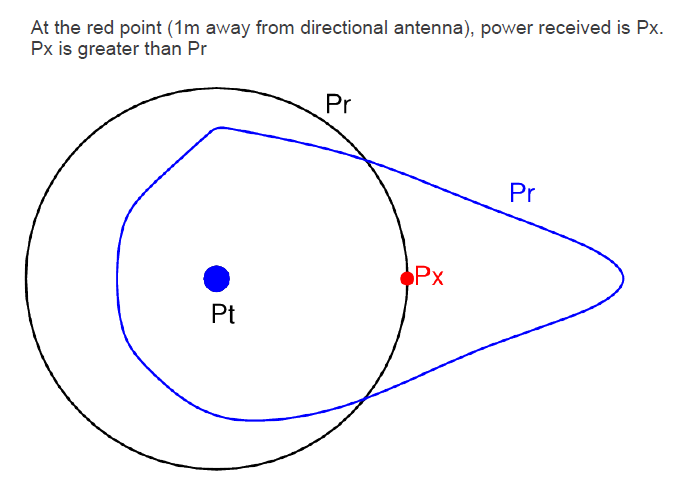 At the red point (1m away from directional antenna), power received is Px.
Px is greater than Pr
Pr
Pr
Px
Pt